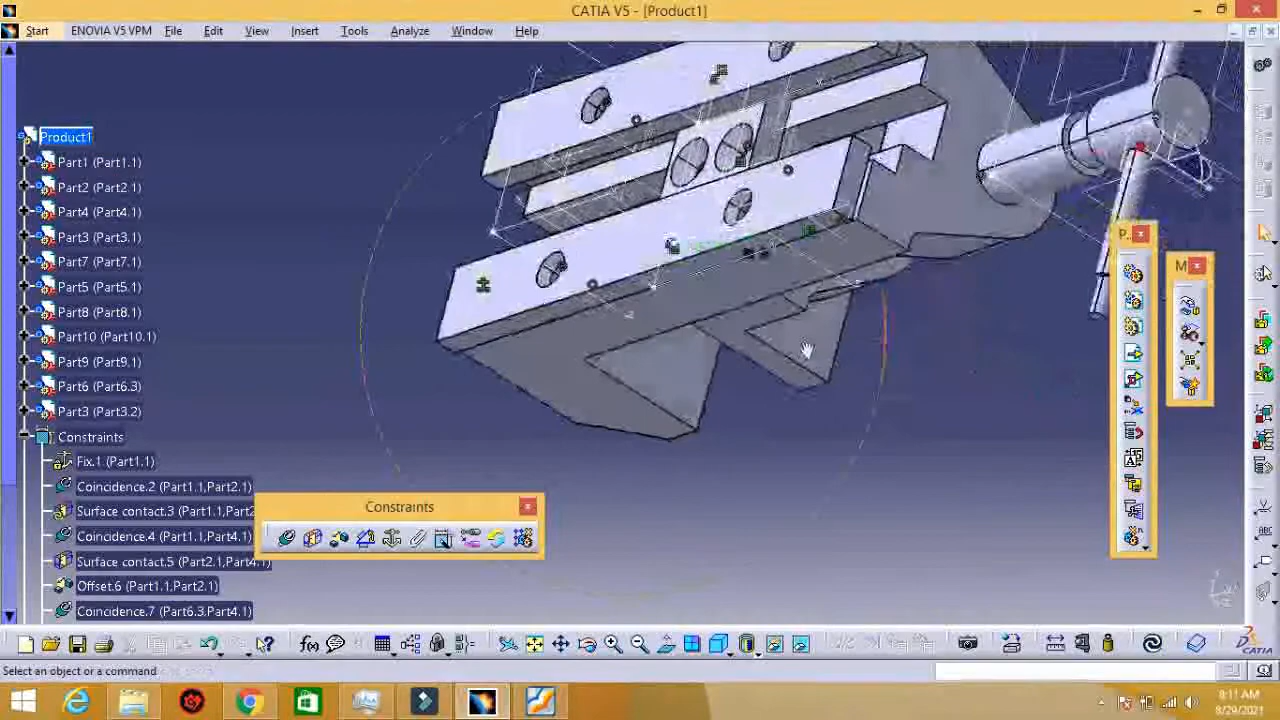 CATIA V5 - [Product1]
Start ENOVIA V5 VPM File Edit View Insert Tools Analyze Window Help
Product1
Part1 (Part1.1)
Part2 (Part2.1)
Part4 (Part4.1)
Part3 (Part3.1)
Part7 (Part7.1)
Part5 (Part5.1)
Part8 (Part8.1)
Part10 (Part10.1)
Part9 (Part9.1)
Part6 (Part6.3)
Part3 (Part3.2)
Constraints
Fix.1 (Part1.1)
Coincidence.2 (Part1.1,Part2.1)
Surface contact.3 (Part1.1,Part2
Coincidence.4 (Part1.1,Part4.1)
Surface contact.5 (Part2.1,Part4.1)
Offset.6 (Part1.1,Part2.1)
Coincidence.7 (Part6.3,Part4.1)
Constraints
P..
M
Select an object or a command
CATIA
8:11 AM
8/29/2021